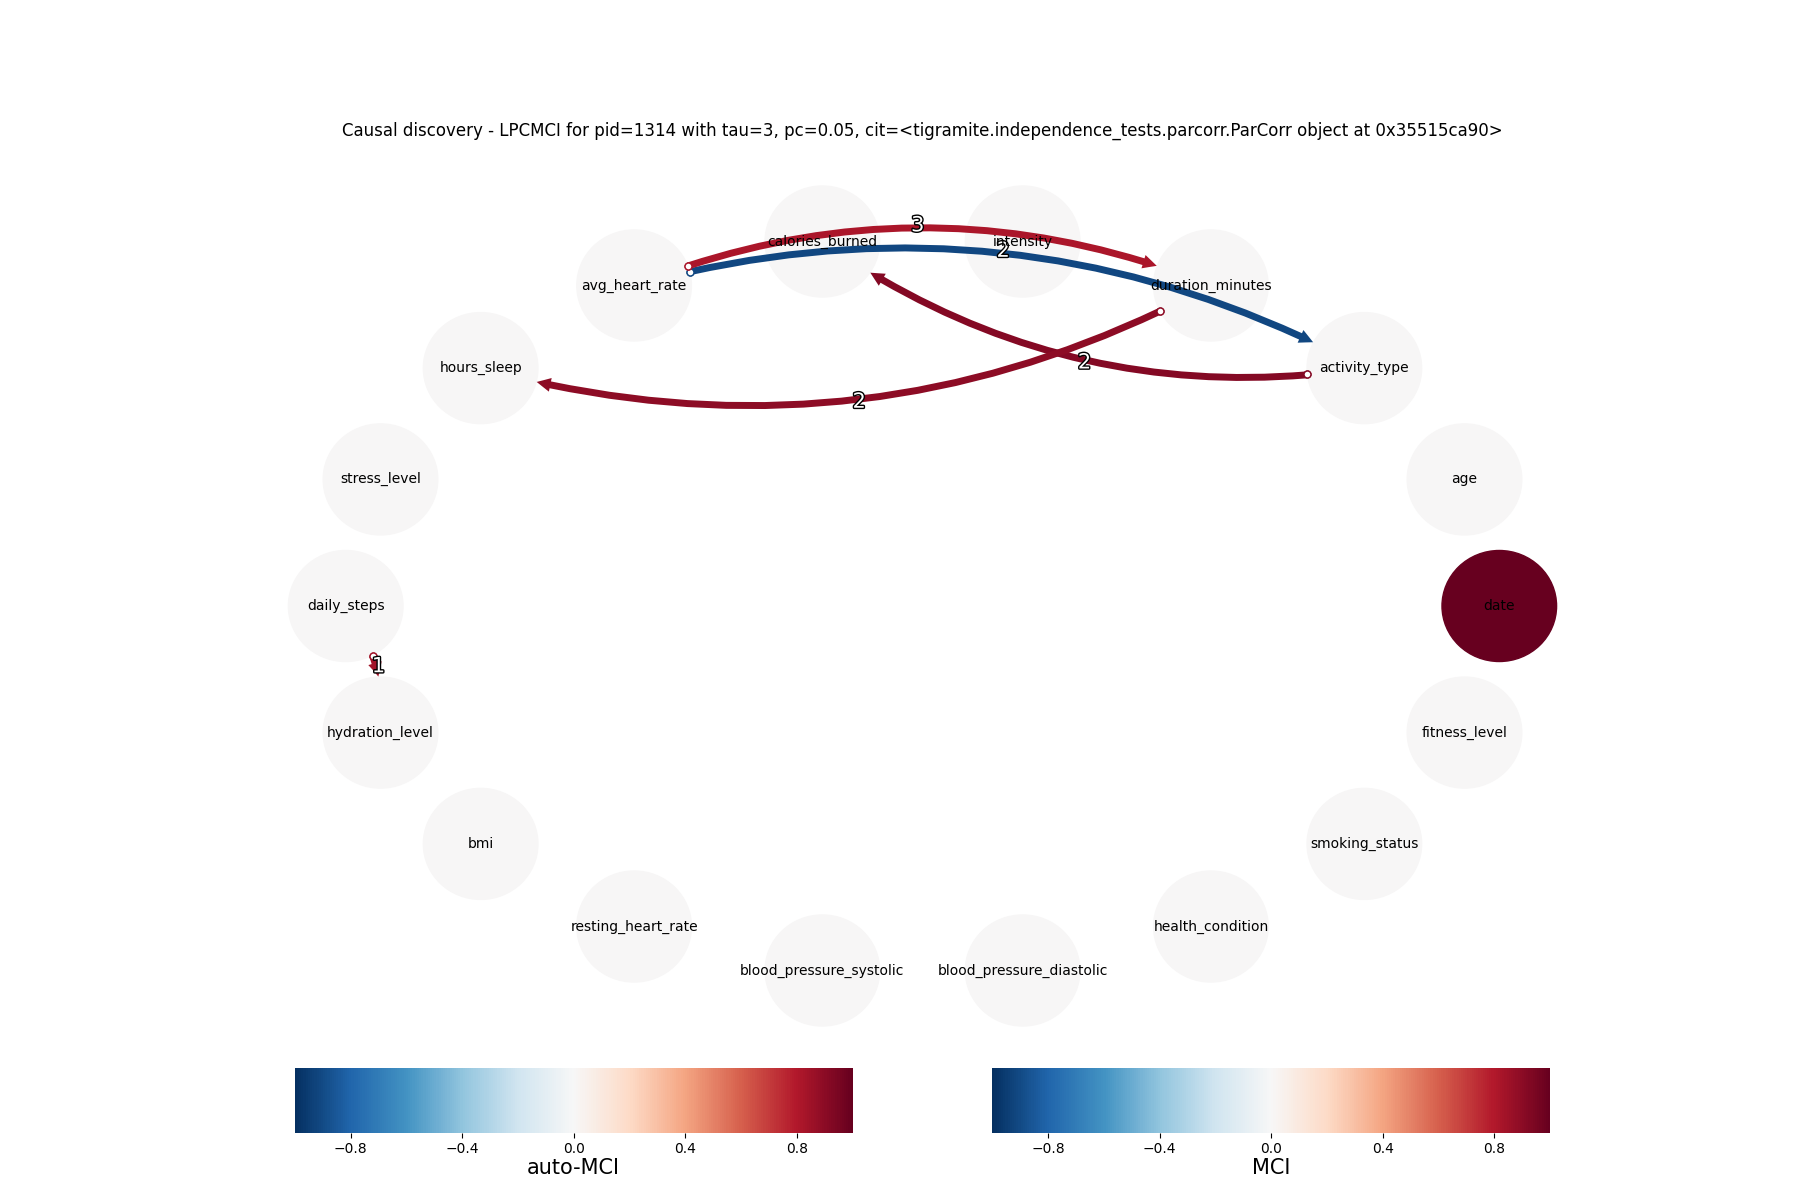 Causal discovery - LPCMCI for pid=1314 with tau=3, pc=0.05, cit=<tigramite.independence_tests.parcorr.ParCorr object at 0x35515ca90>
3
calories_burned
intensity
2
avg_heart_rate
duration_minutes
2
hours_sleep
activity_type
2
stress_level
age
daily_steps
date
1
hydration_level
fitness_level
bmi
smoking_status
resting_heart_rate
health_condition
blood_pressure_systolic
blood_pressure_diastolic
−0.8 −0.4 0.0 0.4 0.8
auto-MCI
−0.8 −0.4 0.0 0.4 0.8
MCI